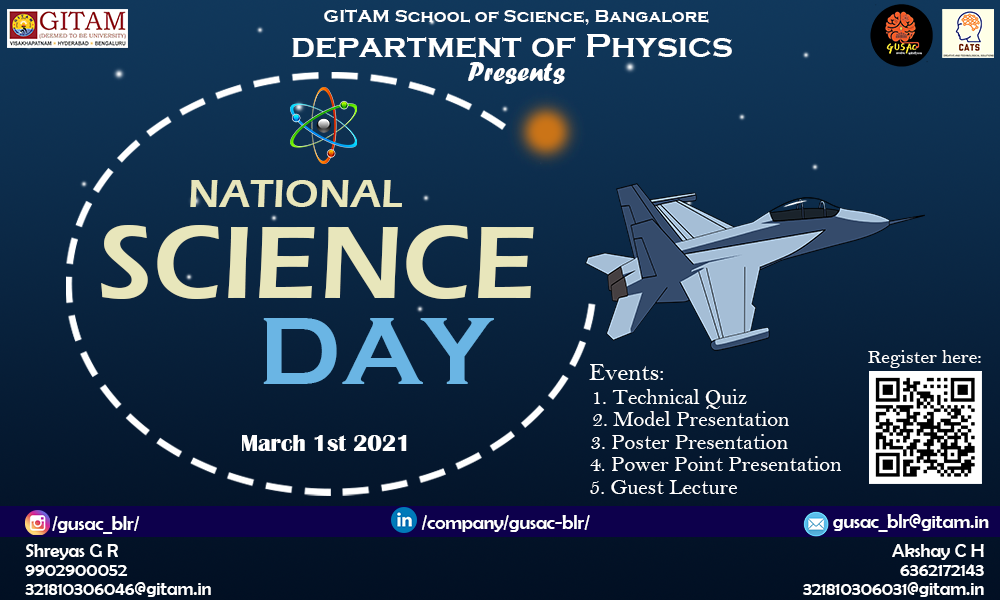 GITAM
(DEEMED TO BE UNIVERSITY)
VISAKHAPATNAM - HYDERABAD - BENGALURU
GITAM School of Science, Bangalore
DEPARTMENT OF PHYSICS
Presents
GUSAC
CATS
NATIONAL
SCIENCE
DAY
March 1st 2021
Events:
1. Technical Quiz
2. Model Presentation
3. Poster Presentation
4. Power Point Presentation
5. Guest Lecture
Register here:
/gusac_blr/
/company/gusac-blr/
gusac_blr@gitam.in
Shreyas G R
9902900052
321810306046@gitam.in
Akshay C H
6362172143
321810306031@gitam.in